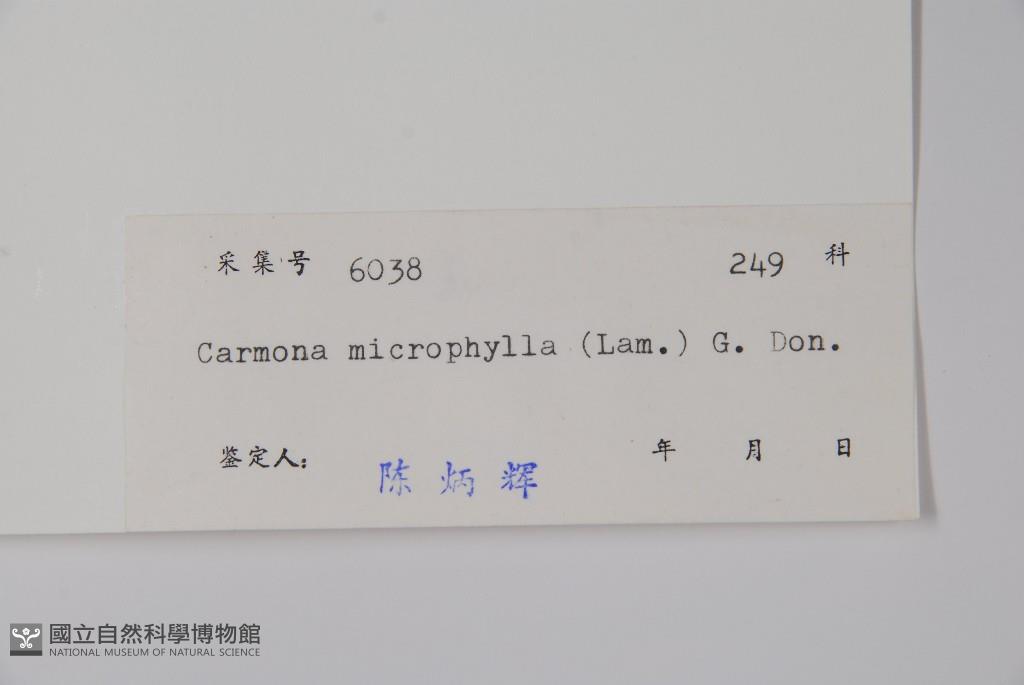 采集号 6038 249 科
Carmona microphylla (Lam.) G. Don.
鉴定人: 陈炳辉 年 月 日
國立自然科學博物館
NATIONAL MUSEUM OF NATURAL SCIENCE